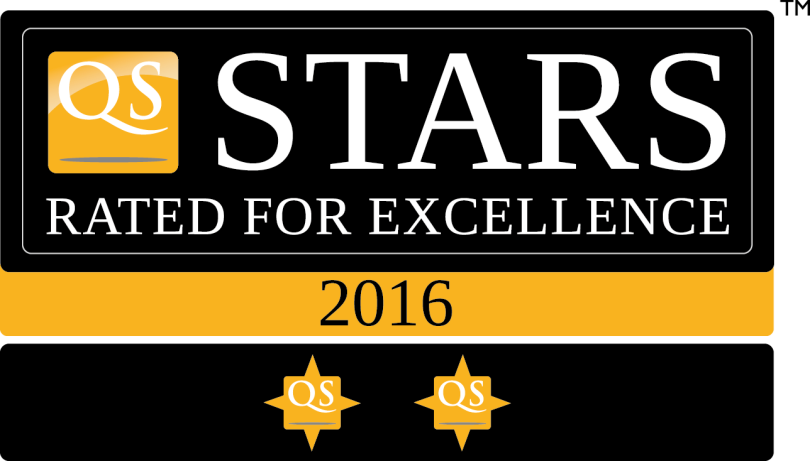 TM
QS STARS
RATED FOR EXCELLENCE
2016
QS QS